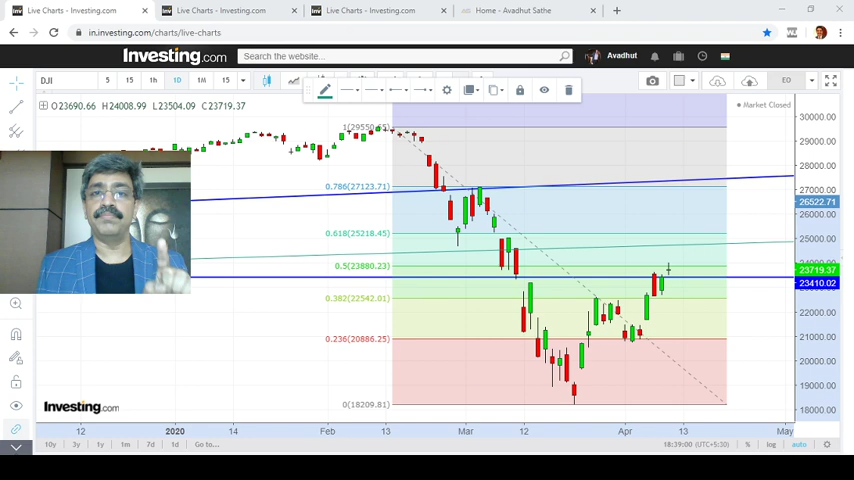 Live Charts - Investing.com
Live Charts - Investing.com
Live Charts - Investing.com
Home - Avadhut Sathe
in.investing.com/charts/live-charts
Investing.com
Search the website...
Avadhut
DJI
5 15 1h 1D 1M 15
EO
O23690.66 H24008.99 L23504.09 C23719.37
Market Closed
1(29550.55)
0.786(27123.71)
0.618(25218.45)
0.5(23880.23)
0.382(22542.01)
0.236(20886.25)
0(18209.81)
30000.00
29000.00
28000.00
27000.00
26522.71
26000.00
25000.00
24000.00
23719.37
23410.02
22000.00
21000.00
20000.00
19000.00
18000.00
Investing.com
12 2020 14 Feb 13 Mar 12 Apr 13 May
10y 3y 1y 1m 7d 1d Go to...
18:39:00 (UTC+5:30) % log auto